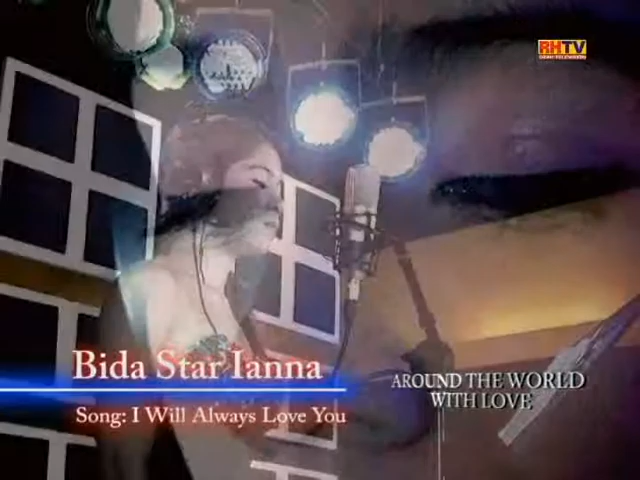 RHTV
Bida Star Ianna
AROUND THE WORLD
WITH LOVE
Song: I Will Always Love You